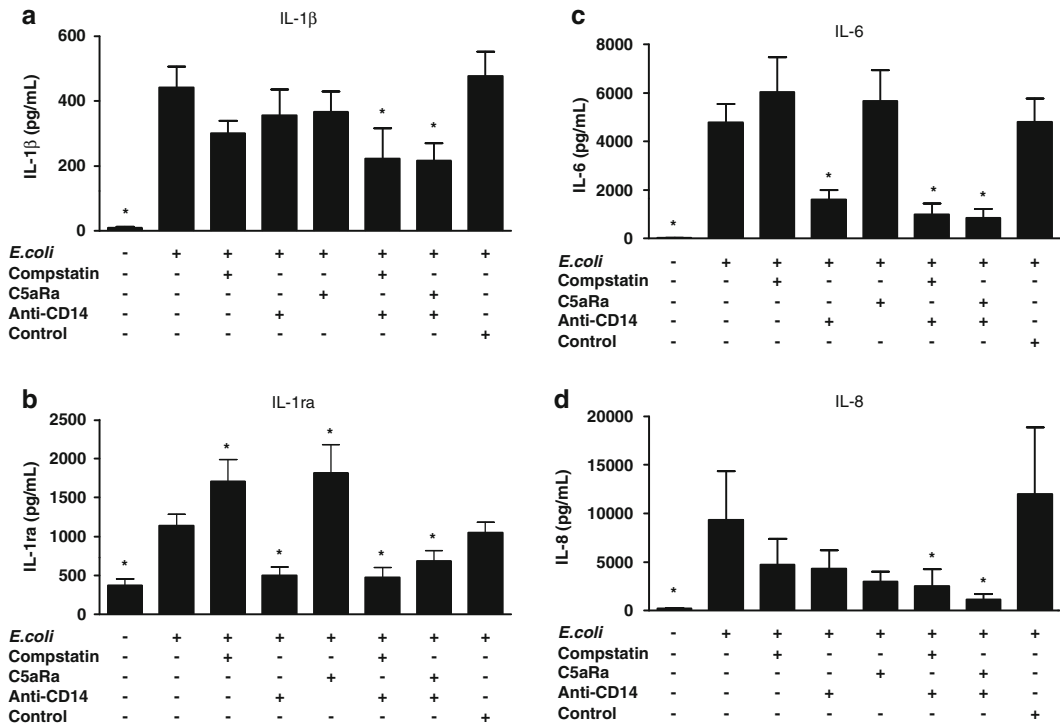 a
IL-1β
600
400
200
0
IL-1β (pg/mL)
*
*
*
E.coli - + + + + + + +
Compstatin - - + - - + - -
C5aRa - - - - + - + -
Anti-CD14 - - - + - + + -
Control - - - - - - - +
b
IL-1ra
2500
2000
1500
1000
500
0
IL-1ra (pg/mL)
*
*
*
*
*
*
E.coli - + + + + + + +
Compstatin - - + - - + - -
C5aRa - - - - + - + -
Anti-CD14 - - - + - + + -
Control - - - - - - - +
c
IL-6
8000
6000
4000
2000
0
IL-6 (pg/mL)
*
*
*
*
E.coli - + + + + + + +
Compstatin - - + - - + - -
C5aRa - - - - + - + -
Anti-CD14 - - - + - + + -
Control - - - - - - - +
d
IL-8
20000
15000
10000
5000
0
IL-8 (pg/mL)
*
*
*
E.coli - + + + + + + +
Compstatin - - + - - + - -
C5aRa - - - - + - + -
Anti-CD14 - - - + - + + -
Control - - - - - - - +